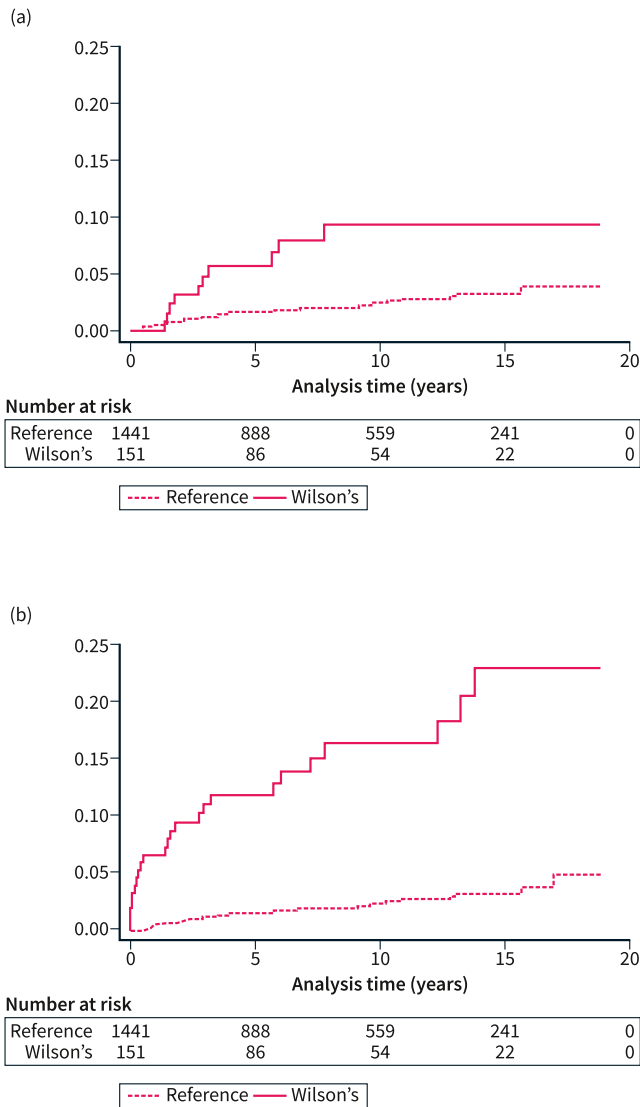 (a)
0.25
0.20
0.15
0.10
0.05
0.00
0 5 10 15 20
Analysis time (years)
Number at risk
Reference 1441 888 559 241 0
Wilson’s 151 86 54 22 0
Reference Wilson’s
(b)
0.25
0.20
0.15
0.10
0.05
0.00
0 5 10 15 20
Analysis time (years)
Number at risk
Reference 1441 888 559 241 0
Wilson’s 151 86 54 22 0
Reference Wilson’s